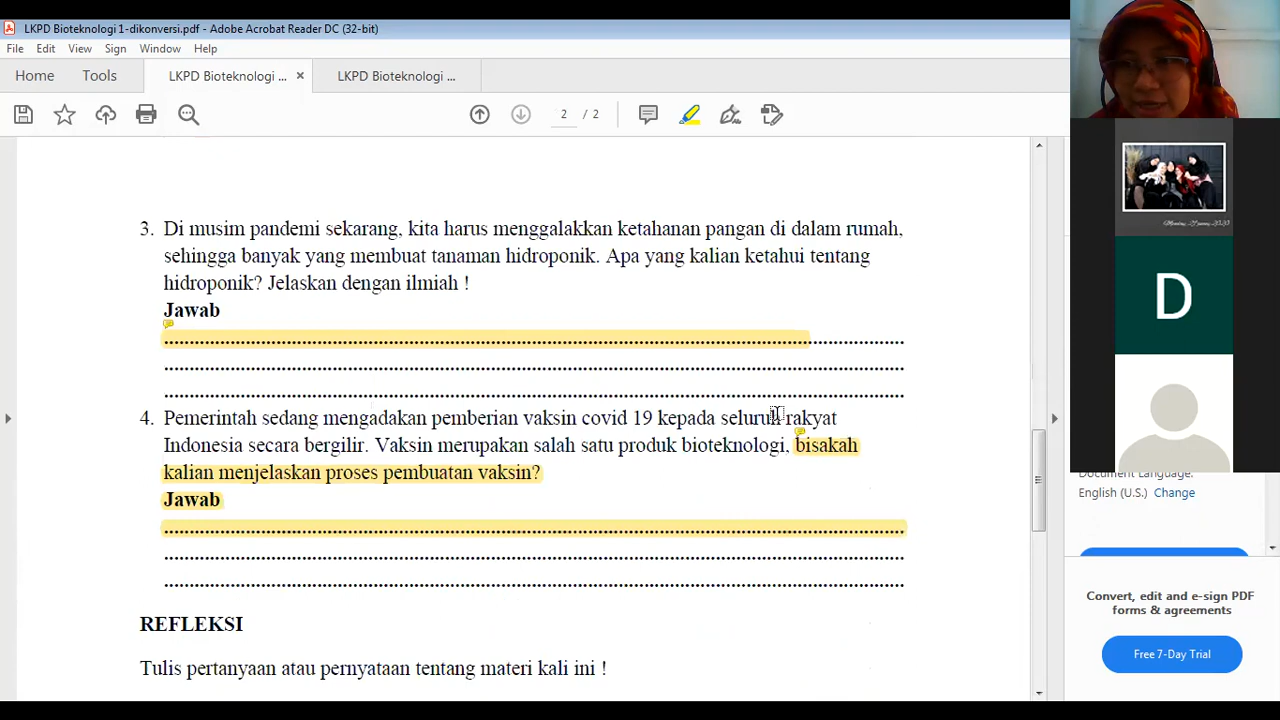 LKPD Bioteknologi 1-dikonversi.pdf - Adobe Acrobat Reader DC (32-bit)
File Edit View Sign Window Help
Home Tools LKPD Bioteknologi ... × LKPD Bioteknologi ...
2 / 2
3. Di musim pandemi sekarang, kita harus menggalakkan ketahanan pangan di dalam rumah,
sehingga banyak yang membuat tanaman hidroponik. Apa yang kalian ketahui tentang
hidroponik? Jelaskan dengan ilmiah !
Jawab
................................................................................
................................................................................
................................................................................
4. Pemerintah sedang mengadakan pemberian vaksin covid 19 kepada seluruh rakyat
Indonesia secara bergilir. Vaksin merupakan salah satu produk bioteknologi, bisakah
kalian menjelaskan proses pembuatan vaksin?
Jawab
................................................................................
................................................................................
................................................................................
REFLEKSI
Tulis pertanyaan atau pernyataan tentang materi kali ini !
D
Document Language:
English (U.S.) Change
Convert, edit and e-sign PDF
forms & agreements
Free 7-Day Trial